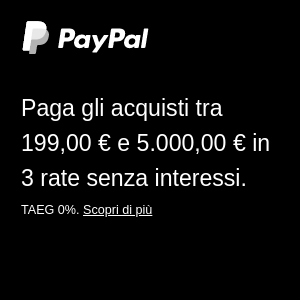 PayPal
Paga gli acquisti tra
199,00 € e 5.000,00 € in
3 rate senza interessi.
TAEG 0%. Scopri di più